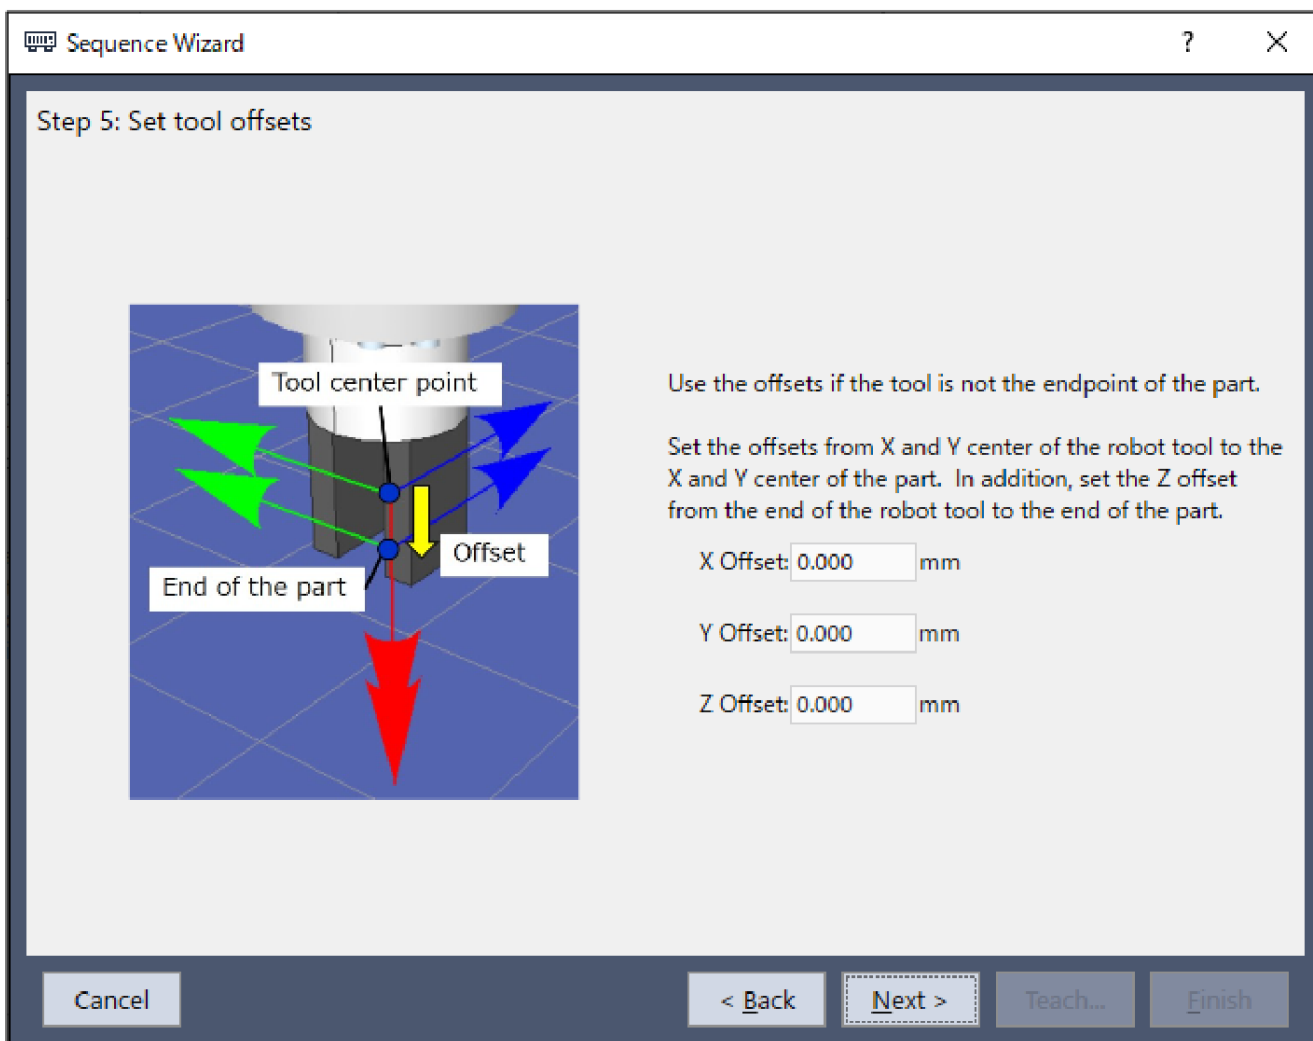 Sequence Wizard
?
Step 5: Set tool offsets
Tool center point
Offset
End of the part
Use the offsets if the tool is not the endpoint of the part.
Set the offsets from X and Y center of the robot tool to the
X and Y center of the part.  In addition, set the Z offset
from the end of the robot tool to the end of the part.
X Offset: 0.000 mm
Y Offset: 0.000 mm
Z Offset: 0.000 mm
Cancel
< Back
Next >
Teach...
Finish